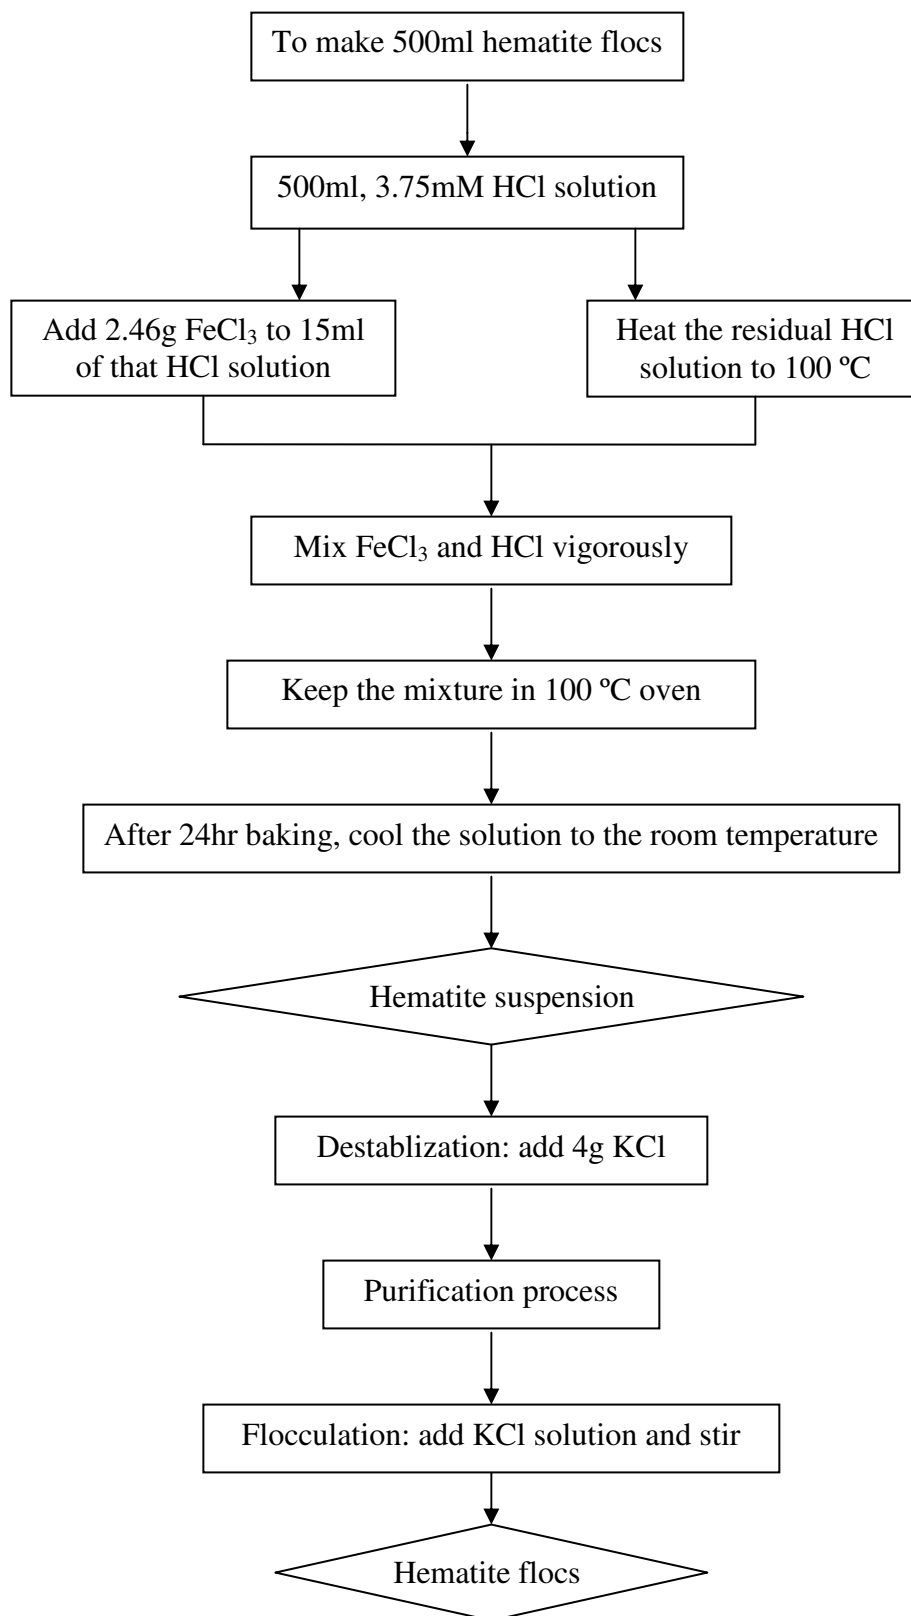 To make 500ml hematite flocs
500ml, 3.75mM HCl solution
Add 2.46g FeCl₃ to 15ml
of that HCl solution
Heat the residual HCl
solution to 100 ºC
Mix FeCl₃ and HCl vigorously
Keep the mixture in 100 ºC oven
After 24hr baking, cool the solution to the room temperature
Hematite suspension
Destablization: add 4g KCl
Purification process
Flocculation: add KCl solution and stir
Hematite flocs